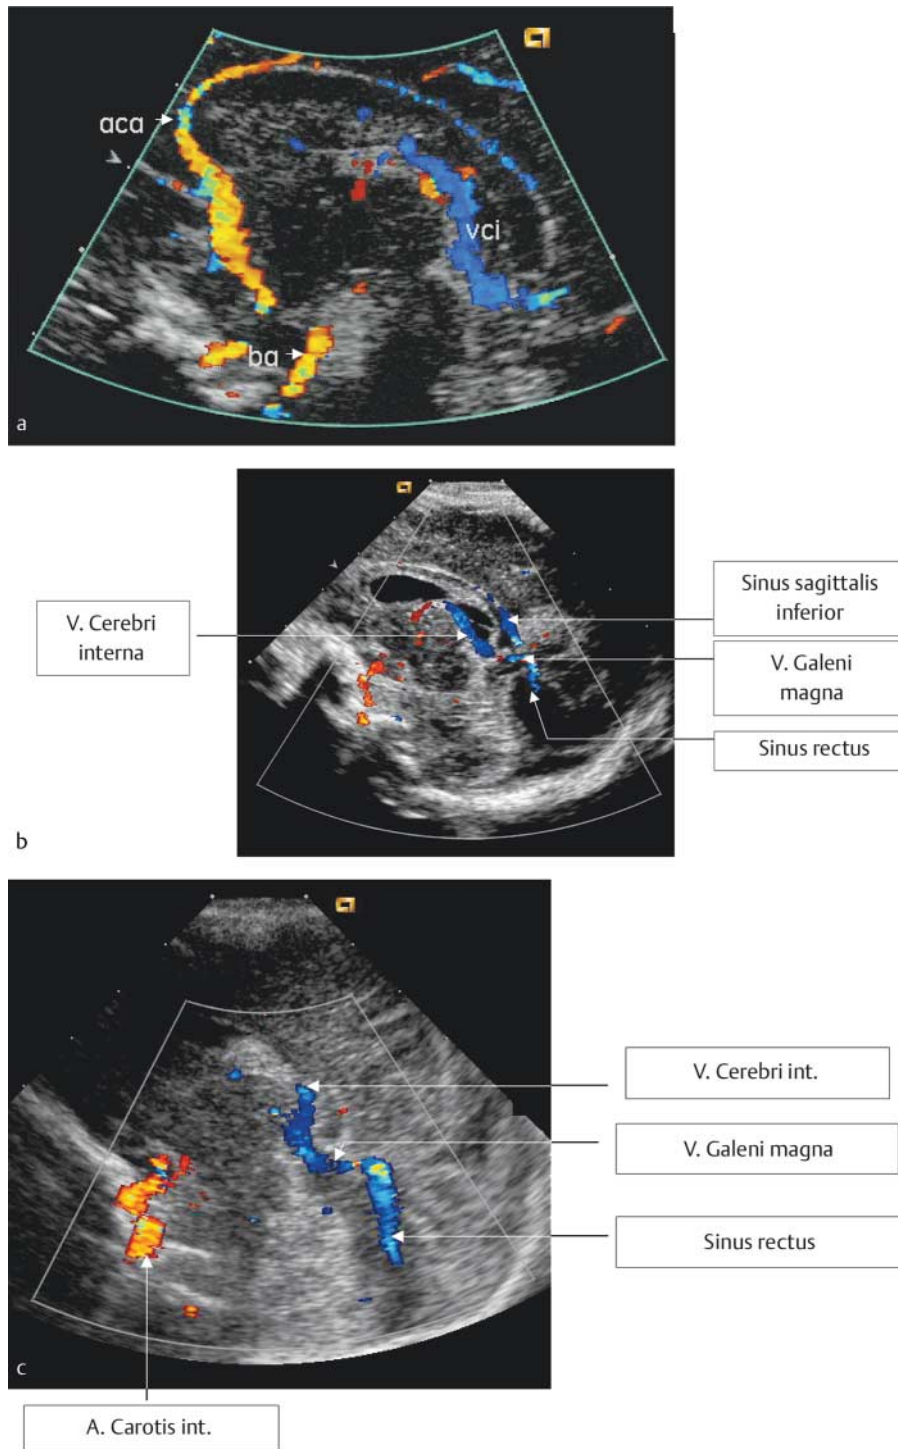 aca
vci
ba
a
V. Cerebri
interna
Sinus sagittalis
inferior
V. Galeni
magna
Sinus rectus
b
V. Cerebri int.
V. Galeni magna
Sinus rectus
c
A. Carotis int.